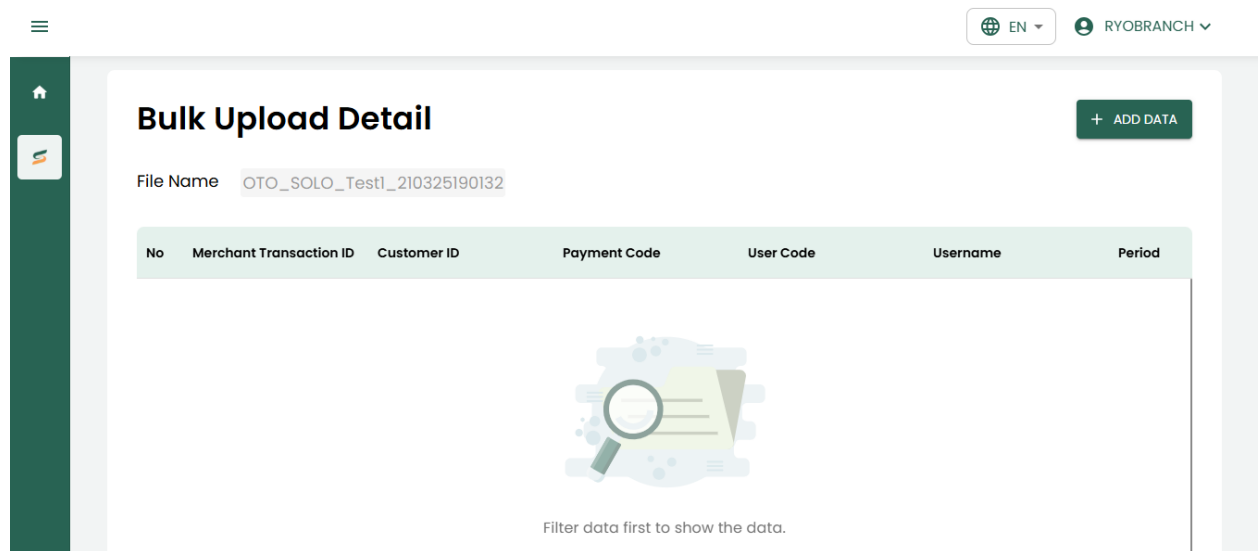 EN RYOBRANCH
Bulk Upload Detail
+ ADD DATA
File Name OTO_SOLO_Test1_210325190132
No Merchant Transaction ID Customer ID Payment Code User Code Username Period
Filter data first to show the data.